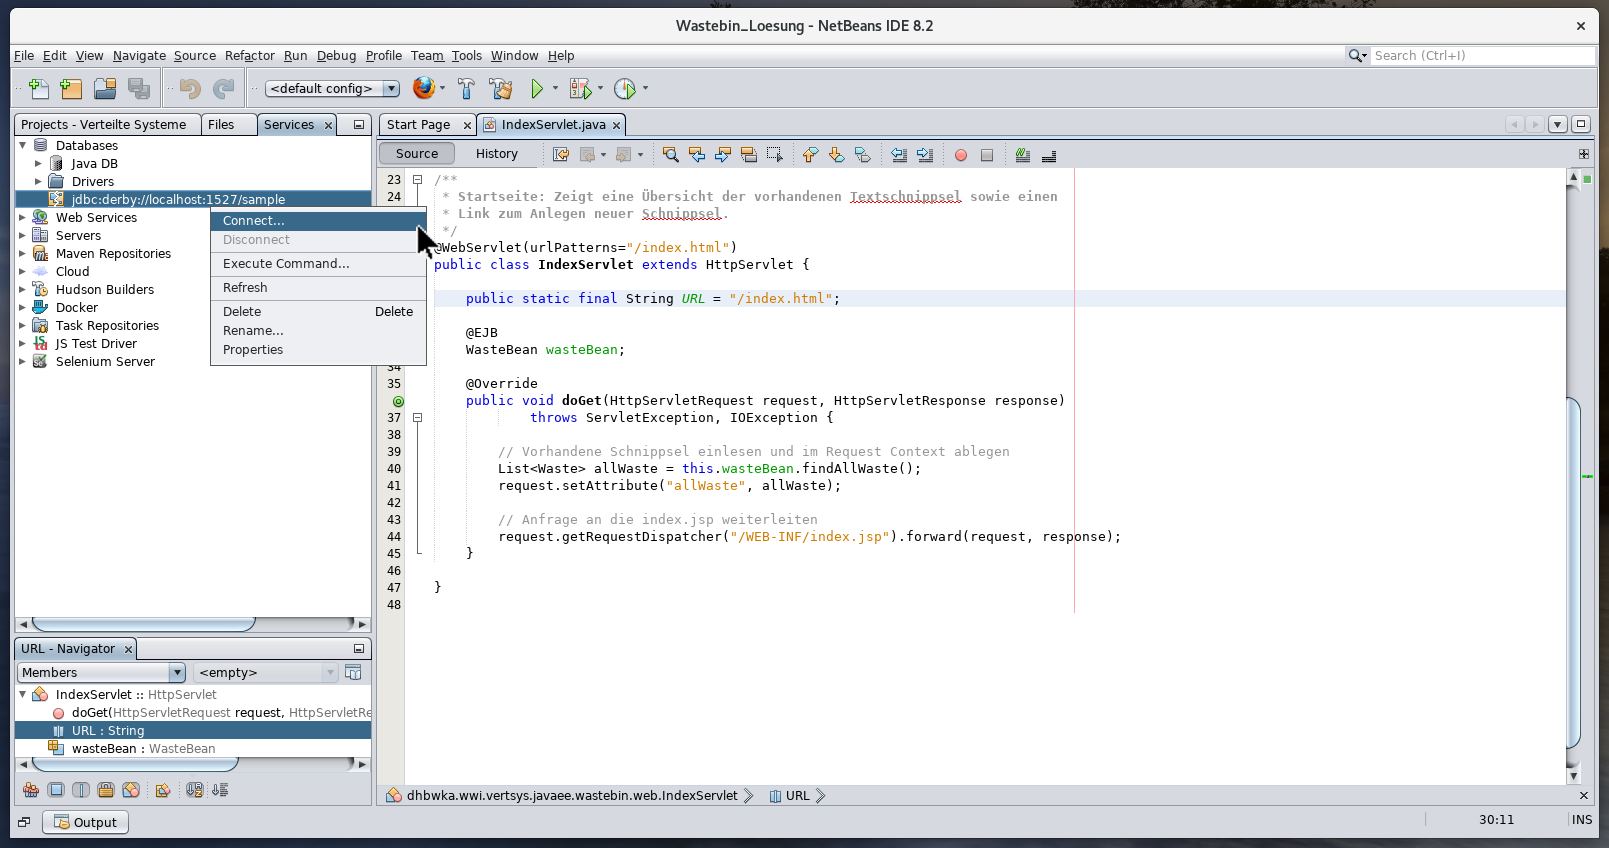 Wastebin_Loesung - NetBeans IDE 8.2
File Edit View Navigate Source Refactor Run Debug Profile Team Tools Window Help
Search (Ctrl+I)
<default config>
Projects - Verteilte Systeme
Files
Services
Databases
Java DB
Drivers
jdbc:derby://localhost:1527/sample
Web Services
Servers
Maven Repositories
Cloud
Hudson Builders
Docker
Task Repositories
JS Test Driver
Selenium Server
Connect...
Disconnect
Execute Command...
Refresh
Delete Delete
Rename...
Properties
URL - Navigator
Members
<empty>
IndexServlet :: HttpServlet
doGet(HttpServletRequest request, HttpServletRe
URL : String
wasteBean : WasteBean
Start Page
IndexServlet.java
Source
History
23 /**
24 * Startseite: Zeigt eine Übersicht der vorhandenen Textschnippsel sowie einen
* Link zum Anlegen neuer Schnippsel.
*/
@WebServlet(urlPatterns="/index.html")
public class IndexServlet extends HttpServlet {
public static final String URL = "/index.html";
@EJB
WasteBean wasteBean;
34
35 @Override
public void doGet(HttpServletRequest request, HttpServletResponse response)
37 throws ServletException, IOException {
38
39 // Vorhandene Schnippsel einlesen und im Request Context ablegen
40 List<Waste> allWaste = this.wasteBean.findAllWaste();
41 request.setAttribute("allWaste", allWaste);
42
43 // Anfrage an die index.jsp weiterleiten
44 request.getRequestDispatcher("/WEB-INF/index.jsp").forward(request, response);
45 }
46
47 }
48
dhbwka.wwi.vertsys.javaee.wastebin.web.IndexServlet
URL
Output
30:11
INS